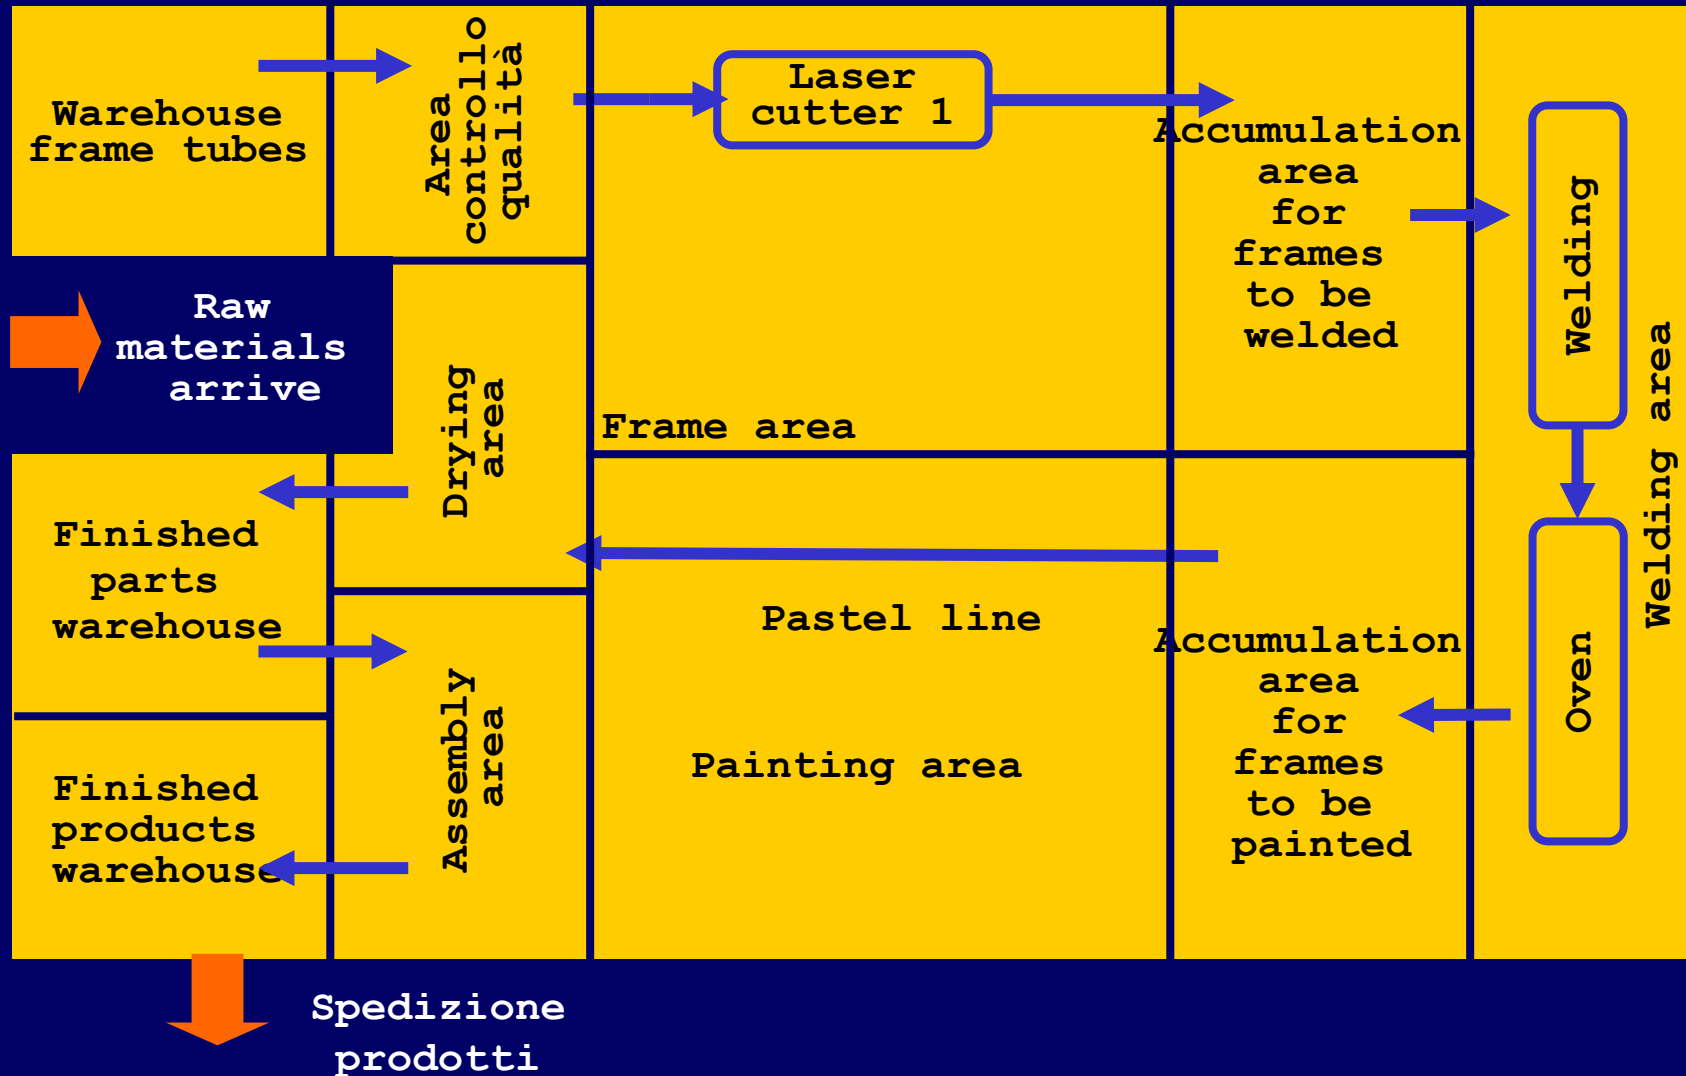 Warehouse
frame tubes
Area
controllo
qualità
Laser
cutter 1
Accumulation
area
for
frames
to be
welded
Welding
Welding area
Raw
materials
arrive
Drying
area
Frame area
Finished
parts
warehouse
Pastel line
Painting area
Accumulation
area
for
frames
to be
painted
Oven
Assembly
area
Finished
products
warehouse
Spedizione
prodotti